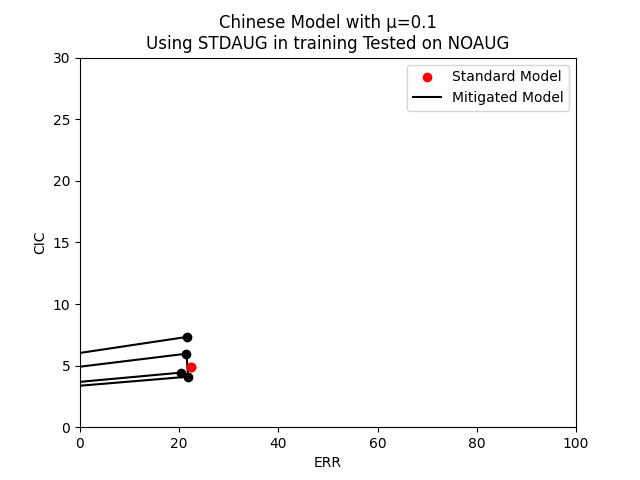 Chinese Model with μ=0.1
Using STDAUG in training Tested on NOAUG
Standard Model
Mitigated Model
30
25
20
15
10
5
0
CIC
0 20 40 60 80 100
ERR